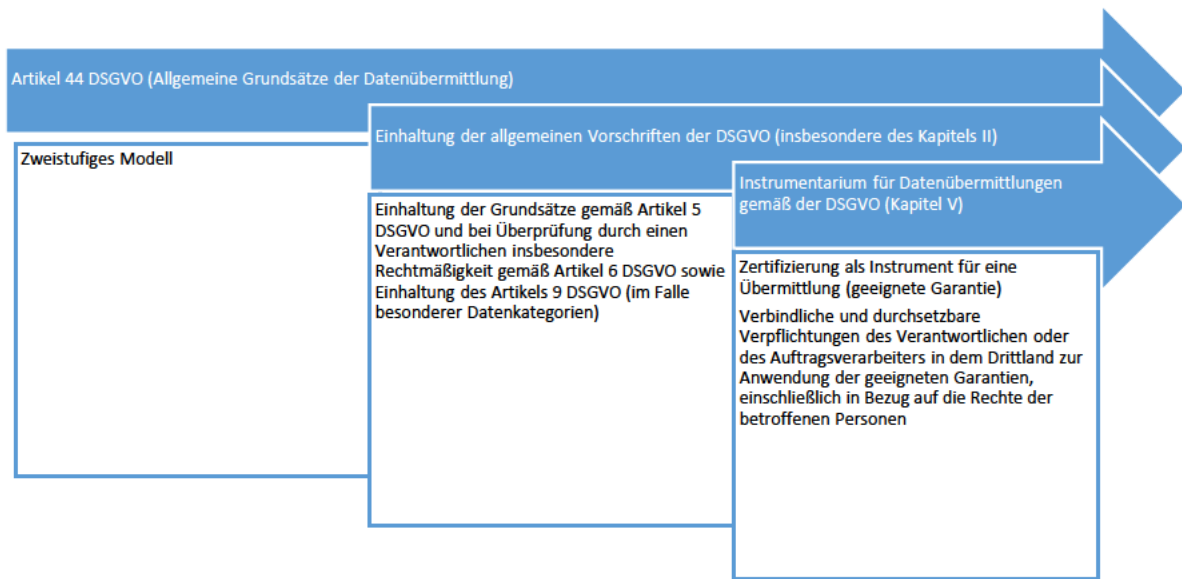 Artikel 44 DSGVO (Allgemeine Grundsätze der Datenübermittlung)
Zweistufiges Modell
Einhaltung der allgemeinen Vorschriften der DSGVO (insbesondere des Kapitels II)
Einhaltung der Grundsätze gemäß Artikel 5
DSGVO und bei Überprüfung durch einen
Verantwortlichen insbesondere
Rechtmäßigkeit gemäß Artikel 6 DSGVO sowie
Einhaltung des Artikels 9 DSGVO (im Falle
besonderer Datenkategorien)
Instrumentarium für Datenübermittlungen
gemäß der DSGVO (Kapitel V)
Zertifizierung als Instrument für eine
Übermittlung (geeignete Garantie)
Verbindliche und durchsetzbare
Verpflichtungen des Verantwortlichen oder
des Auftragsverarbeiters in dem Drittland zur
Anwendung der geeigneten Garantien,
einschließlich in Bezug auf die Rechte der
betroffenen Personen